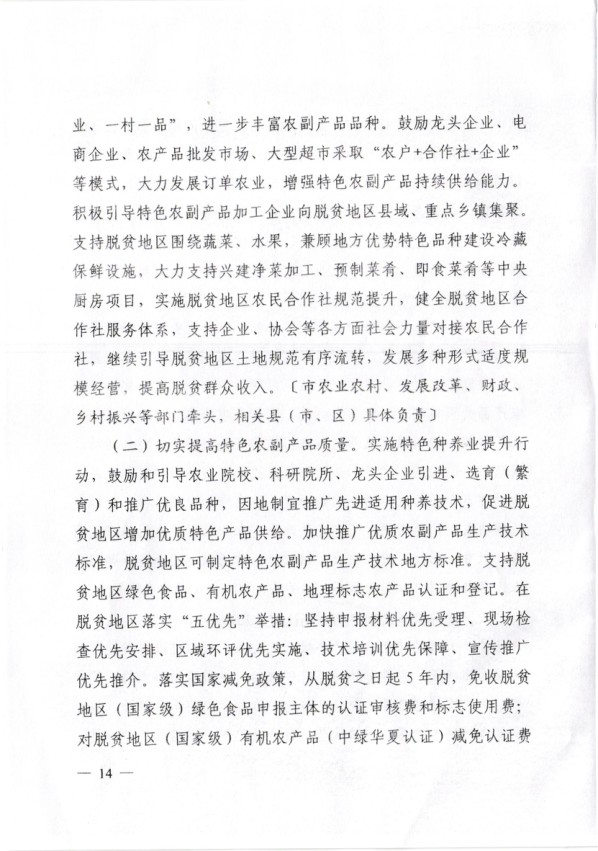 业、一村一品”，进一步丰富农副产品品种。鼓励龙头企业、电
商企业、农产品批发市场、大型超市采取“农户+合作社+企业”
等模式，大力发展订单农业，增强特色农副产品持续供给能力。
积极引导特色农副产品加工企业向脱贫地区县域、重点乡镇集聚。
支持脱贫地区围绕蔬菜、水果，兼顾地方优势特色品种建设冷藏
保鲜设施，大力支持兴建净菜加工、预制菜肴、即食菜肴等中央
厨房项目，实施脱贫地区农民合作社规范提升，健全脱贫地区合
作社服务体系，支持企业、协会等各方面社会力量对接农民合作
社，继续引导脱贫地区土地规范有序流转，发展多种形式适度规
模经营，提高脱贫群众收入。〔市农业农村、发展改革、财政、
乡村振兴等部门牵头，相关县（市、区）具体负责〕
（二）切实提高特色农副产品质量。实施特色种养业提升行
动，鼓励和引导农业院校、科研院所、龙头企业引进、选育（繁
育）和推广优良品种，因地制宜推广先进适用种养技术，促进脱
贫地区增加优质特色产品供给。加快推广优质农副产品生产技术
标准，脱贫地区可制定特色农副产品生产技术地方标准。支持脱
贫地区绿色食品、有机农产品、地理标志农产品认证和登记。在
脱贫地区落实“五优先”举措：坚持申报材料优先受理、现场检
查优先安排、区域环评优先实施、技术培训优先保障、宣传推广
优先推介。落实国家减免政策，从脱贫之日起 5 年内，免收脱贫
地区（国家级）绿色食品申报主体的认证审核费和标志使用费；
对脱贫地区（国家级）有机农产品（中绿华夏认证）减免认证费
— 14 —